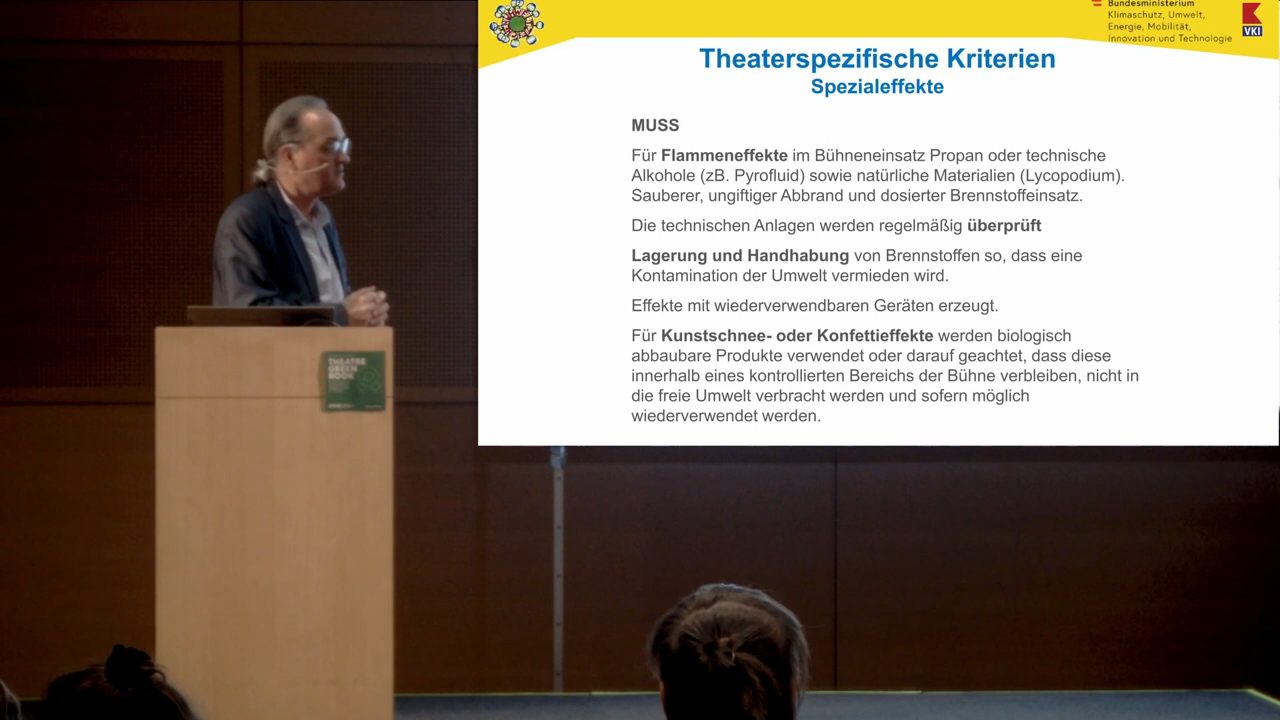 Bundesministerium
Klimaschutz, Umwelt,
Energie, Mobilität,
Innovation und Technologie
VKI
Theaterspezifische Kriterien
Spezialeffekte
MUSS
Für Flammeneffekte im Bühneneinsatz Propan oder technische
Alkohole (zB. Pyrofluid) sowie natürliche Materialien (Lycopodium).
Sauberer, ungiftiger Abbrand und dosierter Brennstoffeinsatz.
Die technischen Anlagen werden regelmäßig überprüft
Lagerung und Handhabung von Brennstoffen so, dass eine
Kontamination der Umwelt vermieden wird.
Effekte mit wiederverwendbaren Geräten erzeugt.
Für Kunstschnee- oder Konfettieffekte werden biologisch
abbaubare Produkte verwendet oder darauf geachtet, dass diese
innerhalb eines kontrollierten Bereichs der Bühne verbleiben, nicht in
die freie Umwelt verbracht werden und sofern möglich
wiederverwendet werden.
THEATRE
GREEN
BOOK